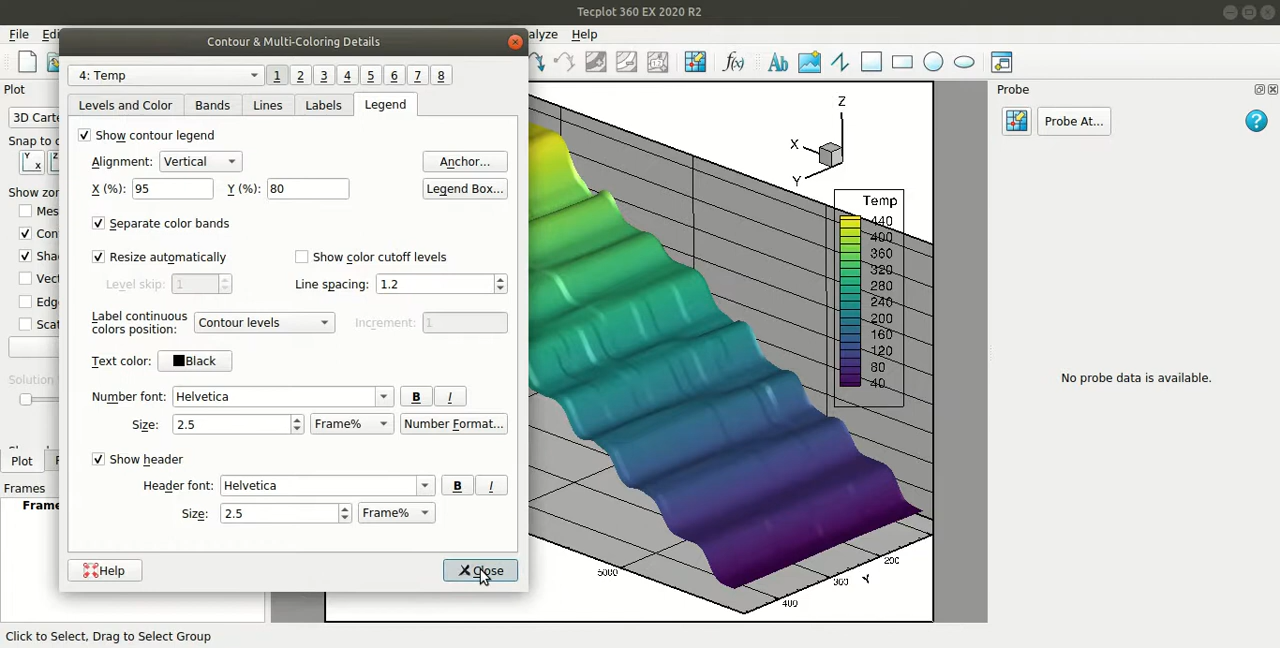 Tecplot 360 EX 2020 R2
File
Edi
alyze
Help
Contour & Multi-Coloring Details
4: Temp
1 2 3 4 5 6 7 8
Levels and Color
Bands
Lines
Labels
Legend
Show contour legend
Alignment: Vertical
Anchor...
X (%): 95
Y (%): 80
Legend Box...
Separate color bands
Resize automatically
Show color cutoff levels
Level skip: 1
Line spacing: 1.2
Label continuous
colors position: Contour levels
Increment: 1
Text color: Black
Number font: Helvetica
B
I
Size: 2.5
Frame%
Number Format...
Show header
Header font: Helvetica
B
I
Size: 2.5
Frame%
Help
Close
Plot
3D Carte
Snap to c
Y
X
Z
Show zon
Mes
Con
Sha
Vect
Edge
Scat
Solution
Plot
Frames
Frame
Click to Select, Drag to Select Group
f(x)
Ab
Z
X
Y
Temp
440
400
360
320
280
240
200
160
120
80
40
5000
400
300
200
Y
Probe
Probe At...
?
No probe data is available.